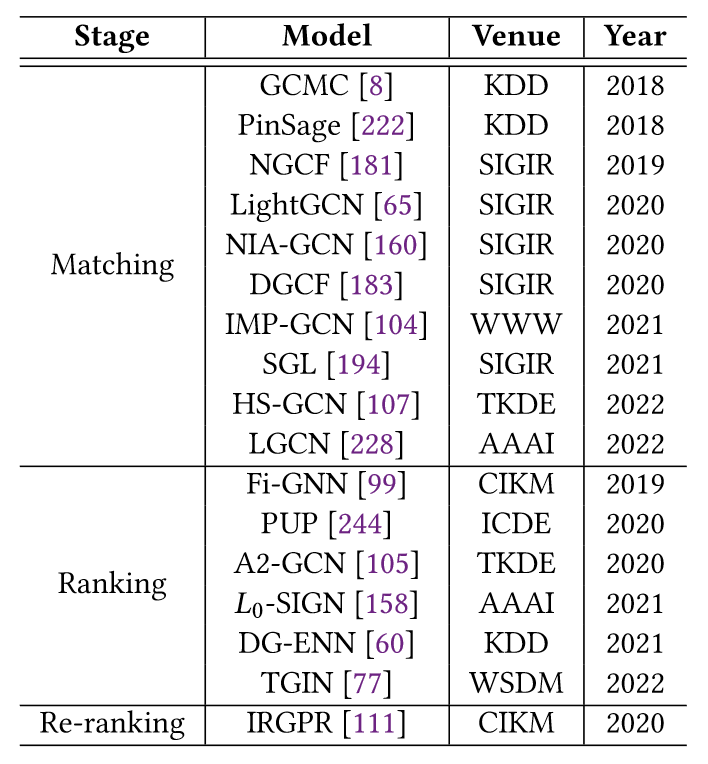 Stage Model Venue Year
GCMC [8] KDD 2018
PinSage [222] KDD 2018
NGCF [181] SIGIR 2019
LightGCN [65] SIGIR 2020
NIA-GCN [160] SIGIR 2020
Matching
DGCF [183] SIGIR 2020
IMP-GCN [104] WWW 2021
SGL [194] SIGIR 2021
HS-GCN [107] TKDE 2022
LGCN [228] AAAI 2022
Fi-GNN [99] CIKM 2019
PUP [244] ICDE 2020
A2-GCN [105] TKDE 2020
Ranking
L₀-SIGN [158] AAAI 2021
DG-ENN [60] KDD 2021
TGIN [77] WSDM 2022
Re-ranking IRGPR [111] CIKM 2020